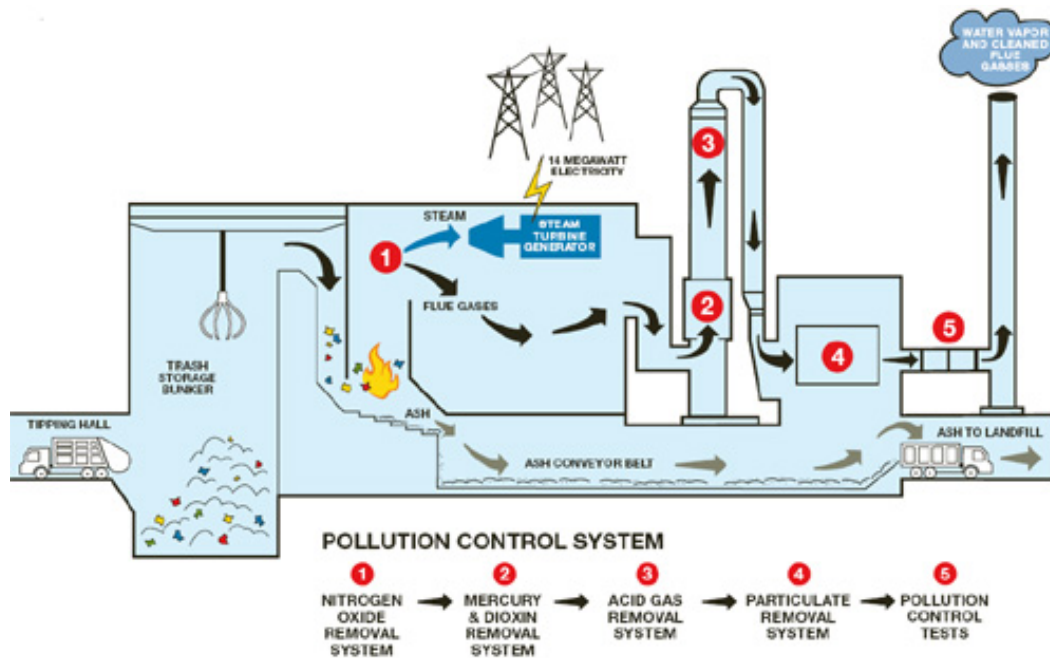 WATER VAPOR
AND CLEANED
FLUE
GASSES
14 MEGAWATT
ELECTRICITY
3
STEAM
STEAM
TURBINE
GENERATOR
1
FLUE GASES
2
5
4
TRASH
STORAGE
BUNKER
TIPPING HALL
ASH
ASH TO LANDFILL
ASH CONVEYOR BELT
POLLUTION CONTROL SYSTEM
1
NITROGEN
OXIDE
REMOVAL
SYSTEM
2
MERCURY
& DIOXIN
REMOVAL
SYSTEM
3
ACID GAS
REMOVAL
SYSTEM
4
PARTICULATE
REMOVAL
SYSTEM
5
POLLUTION
CONTROL
TESTS